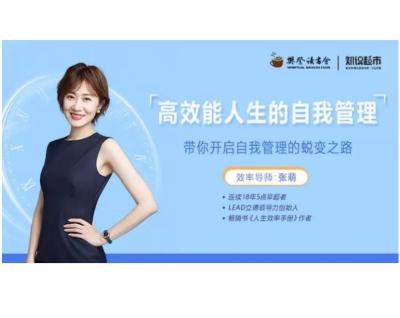 樊登读书会
知识超市
高效能人生的自我管理
带你开启自我管理的蜕变之路
效率导师:张萌
•连续18年5点早起者
•LEAD立德领导力创始人
•畅销书《人生效率手册》作者